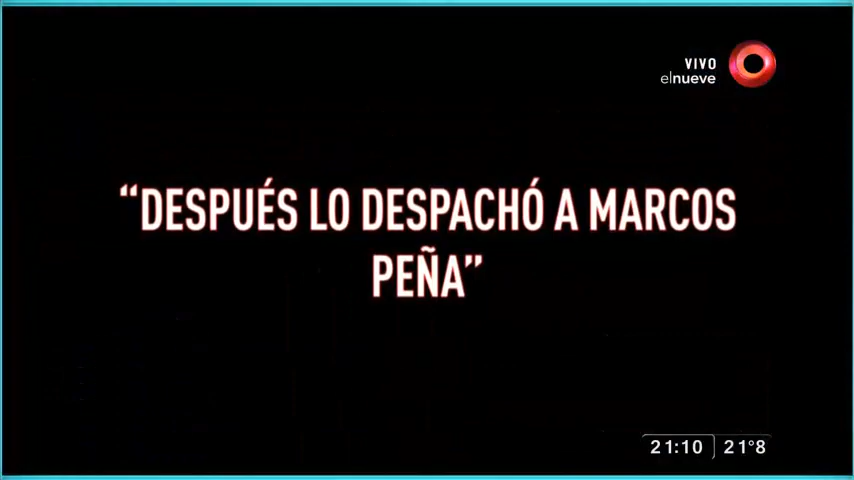 VIVO
elnueve
“DESPUÉS LO DESPACHÓ A MARCOS
PEÑA”
21:10 21°8